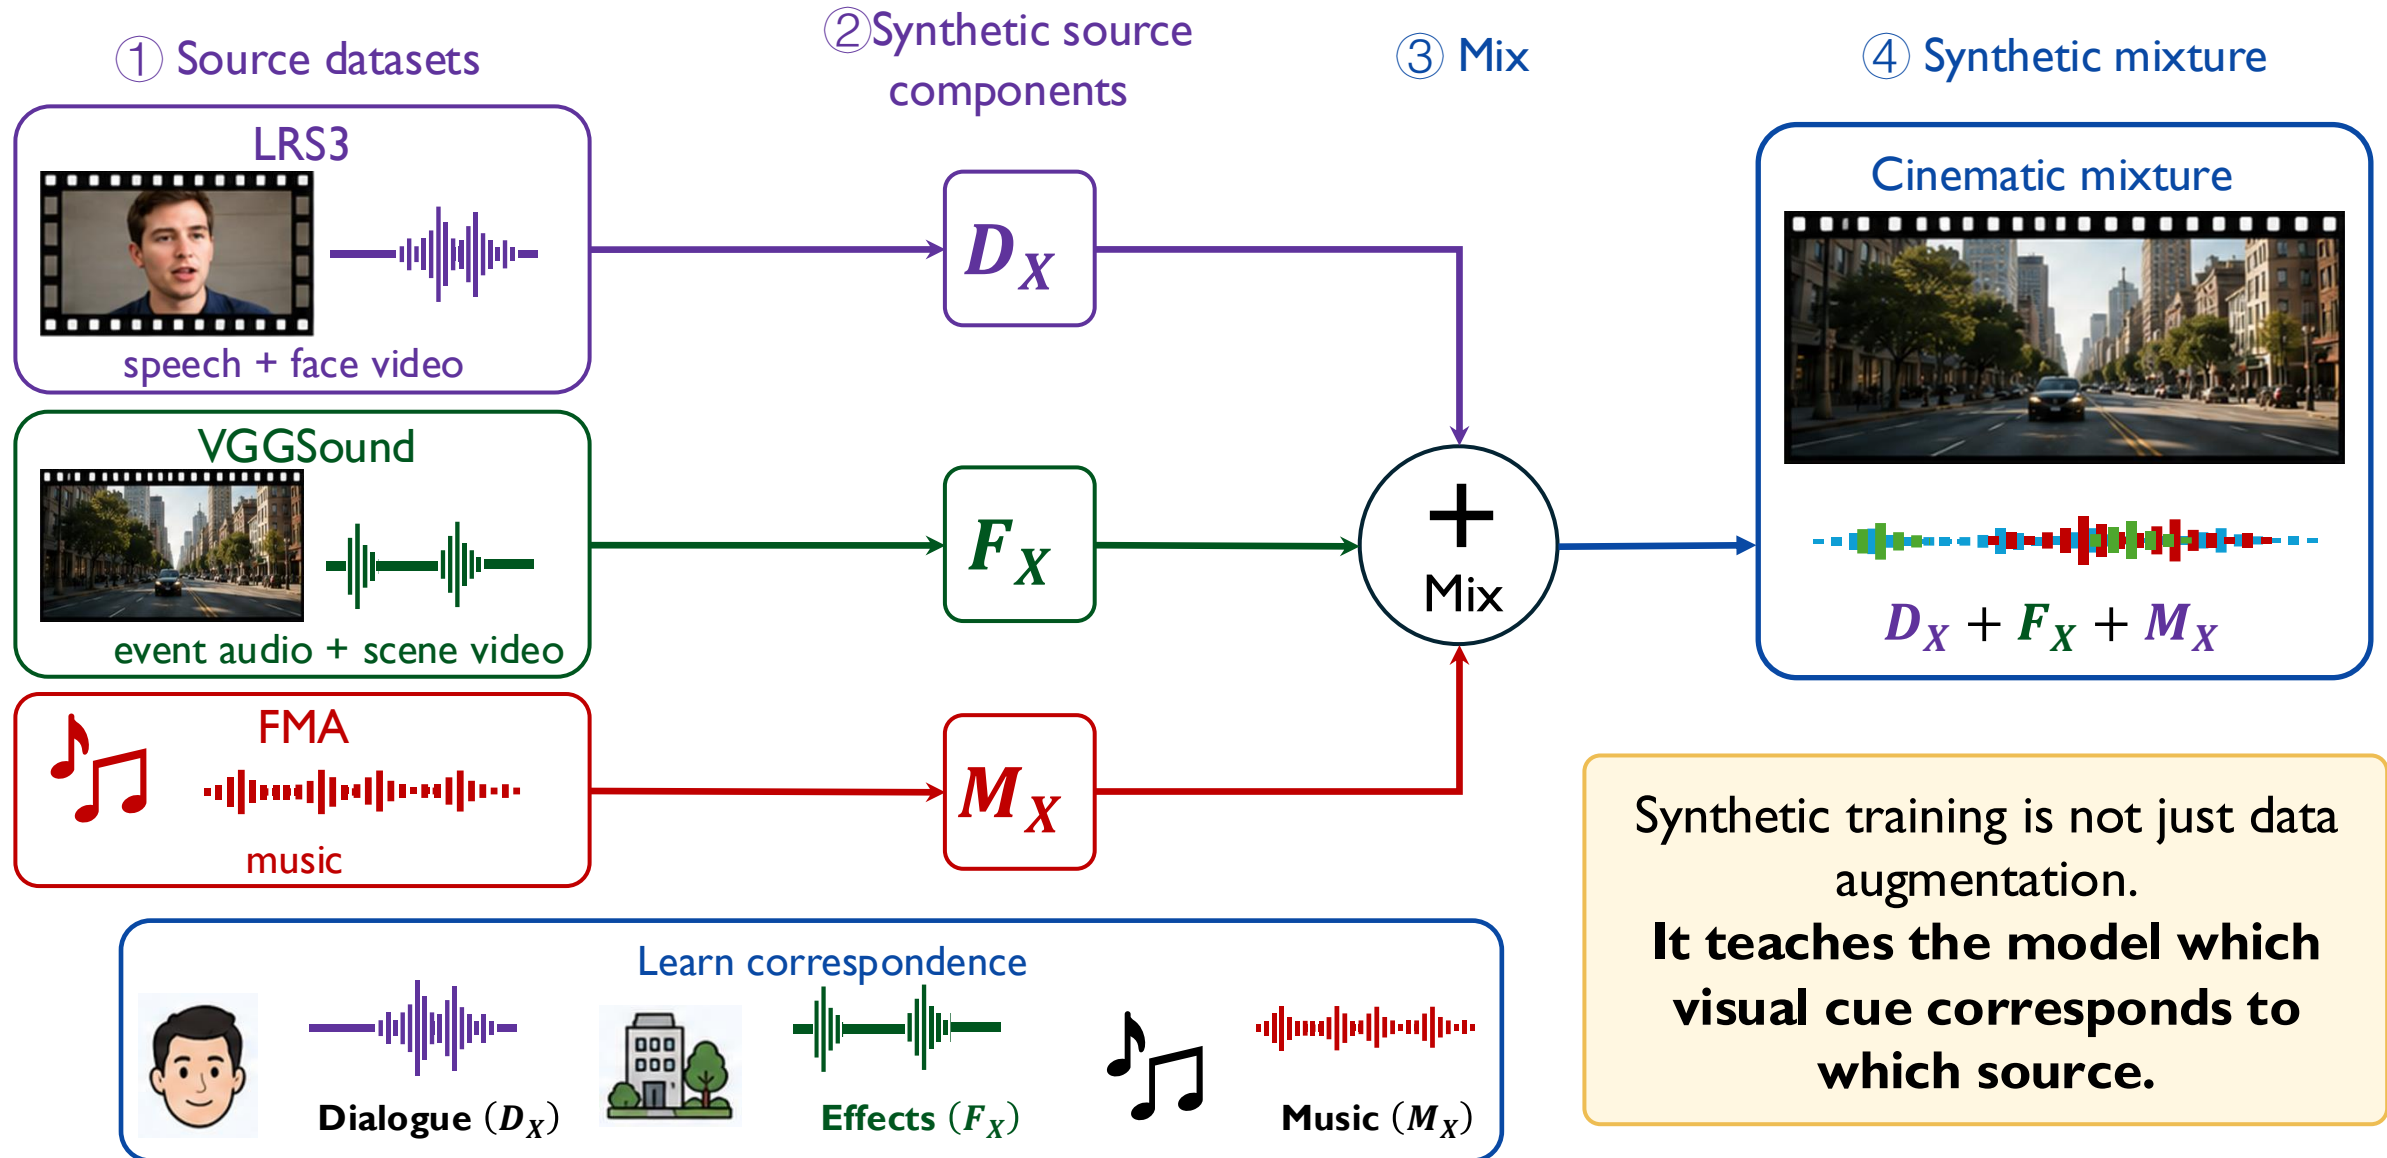 ① Source datasets
② Synthetic source
components
③ Mix
④ Synthetic mixture
LRS3
speech + face video
VGGSound
event audio + scene video
FMA
music
D_X
F_X
M_X
+
Mix
Cinematic mixture
D_X + F_X + M_X
Learn correspondence
Dialogue (D_X)
Effects (F_X)
Music (M_X)
Synthetic training is not just data
augmentation.
It teaches the model which
visual cue corresponds to
which source.